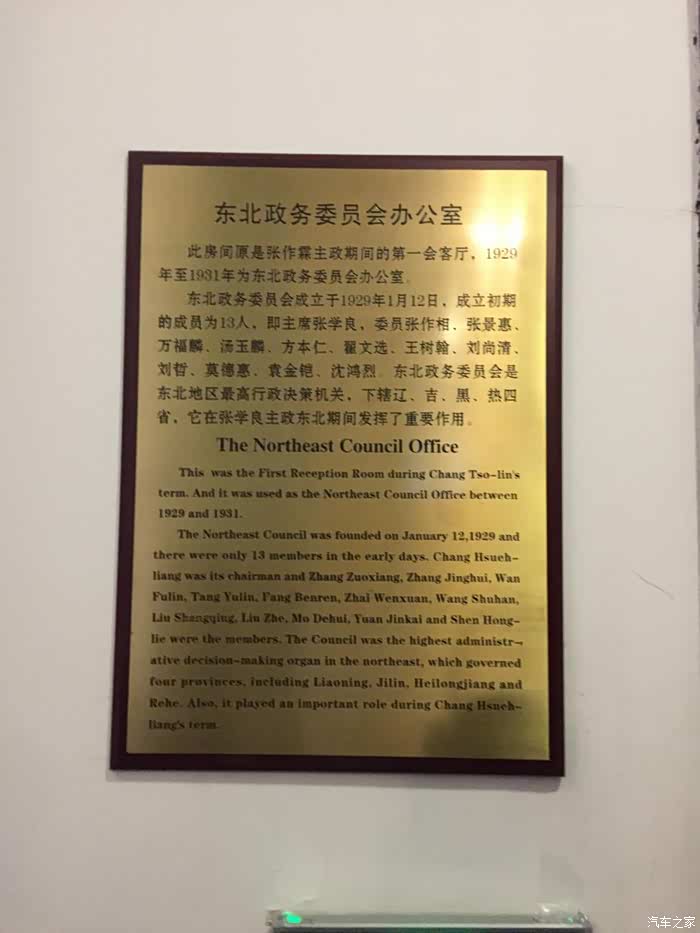 东北政务委员会办公室
此房间原是张作霖主政期间的第一会客厅，1929
年至1931年为东北政务委员会办公室。
东北政务委员会成立于1929年1月12日，成立初期
的成员为13人，即主席张学良，委员张作相、张景惠、
万福麟、汤玉麟、方本仁、翟文选、王树翰、刘尚清、
刘哲、莫德惠、袁金铠、沈鸿烈。东北政务委员会是
东北地区最高行政决策机关，下辖辽、吉、黑、热四
省，它在张学良主政东北期间发挥了重要作用。
The Northeast Council Office
This was the First Reception Room during Chang Tso-lin's
term. And it was used as the Northeast Council Office between
1929 and 1931.
The Northeast Council was founded on January 12,1929 and
there were only 13 members in the early days. Chang Hsueh-
liang was its chairman and Zhang Zuoxiang, Zhang Jinghui, Wan
Fulin, Tang Yulin, Fang Benren, Zhai Wenxuan, Wang Shuhan,
Liu Shangqing, Liu Zhe, Mo Dehui, Yuan Jinkai and Shen Hong-
lie were the members. The Council was the highest administr-
ative decision-making organ in the northeast, which governed
four provinces, including Liaoning, Jilin, Heilongjiang and
Rehe. Also, it played an important role during Chang Hsueh-
liang's term.
汽车之家